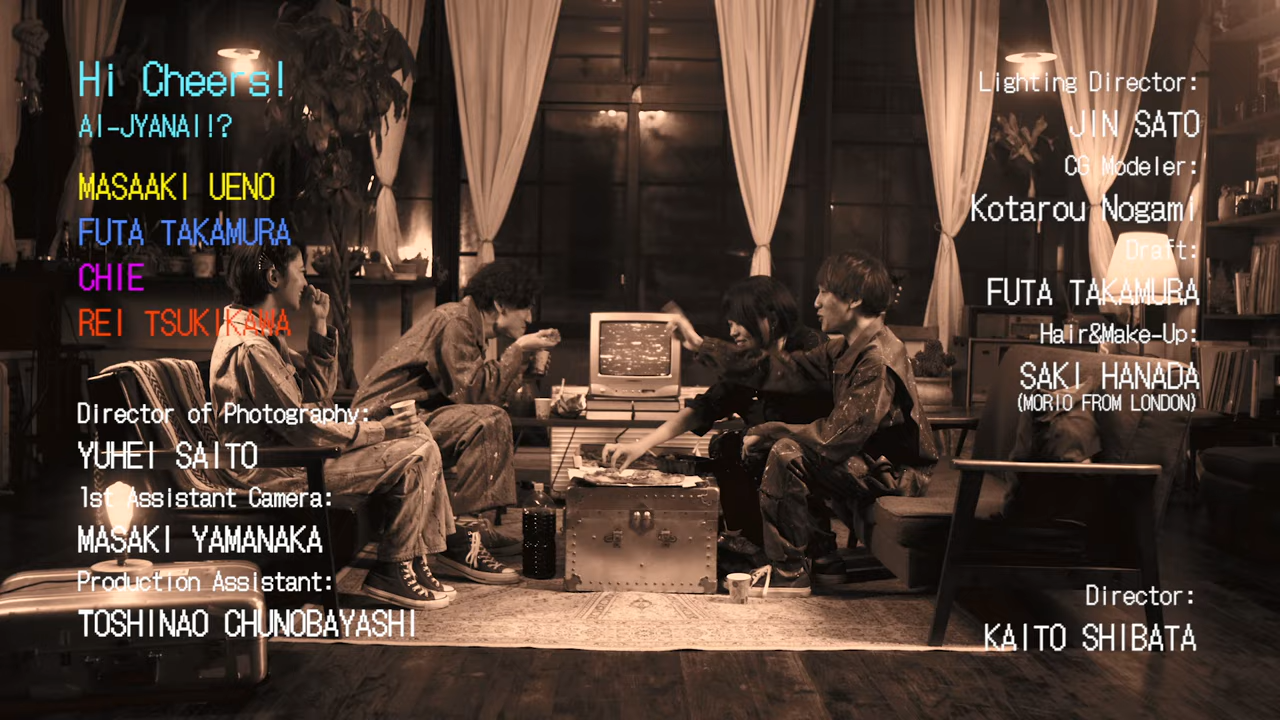 Hi Cheers!
AI-JYANAI!?
MASAAKI UENO
FUTA TAKAMURA
CHIE
REI TSUKIKAWA
Director of Photography:
YUHEI SAITO
1st Assistant Camera:
MASAKI YAMANAKA
Production Assistant:
TOSHINAO CHUNOBAYASHI
Lighting Director:
JIN SATO
CG Modeler:
Kotarou Nogami
Draft:
FUTA TAKAMURA
Hair&Make-Up:
SAKI HANADA
(MORIO FROM LONDON)
Director:
KAITO SHIBATA